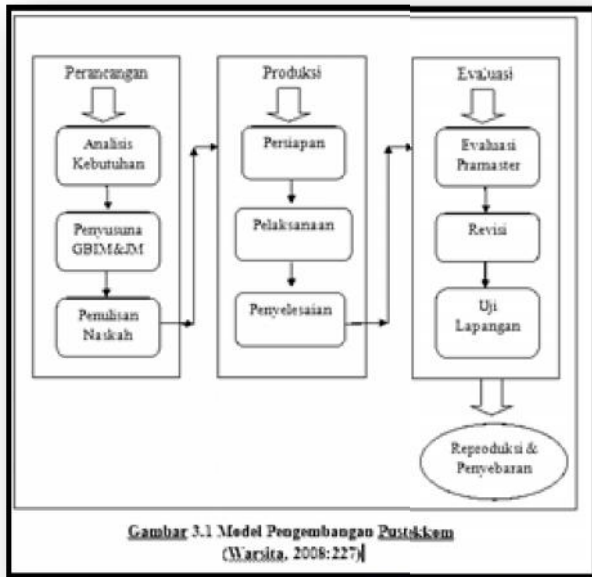 Perancangan
Analisis
Kebutuhan
Penyusuna
GBIM&JM
Penulisan
Naskah
Produksi
Persiapan
Pelaksanaan
Penyelesaian
Evaluasi
Evaluasi
Pramaster
Revisi
Uji
Lapangan
Reproduksi &
Penyebaran
Gambar 3.1 Model Pengembangan Pustekkom
(Warsita, 2008:227)